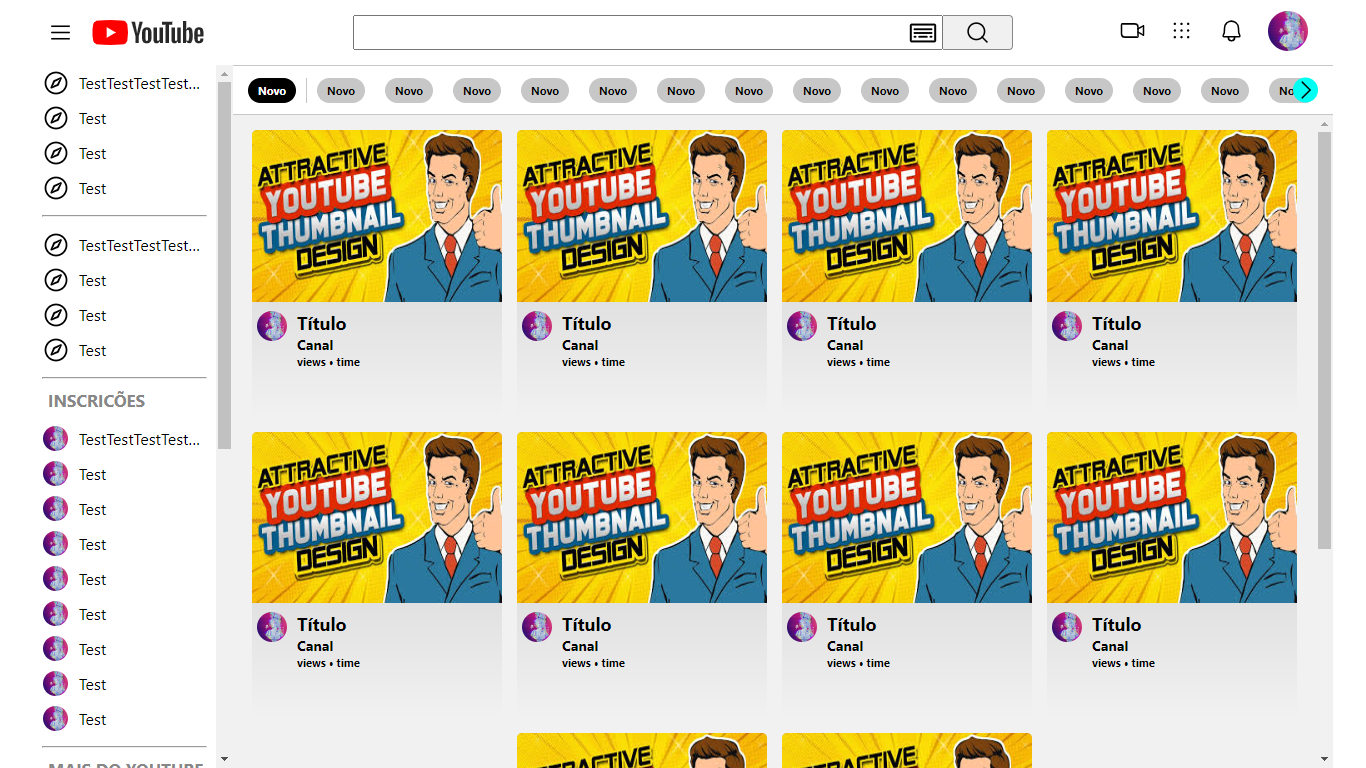 YouTube
TestTestTestTest...
Test
Test
Test
TestTestTestTest...
Test
Test
Test
INSCRICÕES
TestTestTestTest...
Test
Test
Test
Test
Test
Test
Test
Test
MAIS DO YOUTUBE
Novo Novo Novo Novo Novo Novo Novo Novo Novo Novo Novo Novo Novo Novo Novo No
ATTRACTIVE
YOUTUBE
THUMBNAIL
DESIGN
ATTRACTIVE
YOUTUBE
THUMBNAIL
DESIGN
ATTRACTIVE
YOUTUBE
THUMBNAIL
DESIGN
ATTRACTIVE
YOUTUBE
THUMBNAIL
DESIGN
Título
Canal
views • time
Título
Canal
views • time
Título
Canal
views • time
Título
Canal
views • time
ATTRACTIVE
YOUTUBE
THUMBNAIL
DESIGN
ATTRACTIVE
YOUTUBE
THUMBNAIL
DESIGN
ATTRACTIVE
YOUTUBE
THUMBNAIL
DESIGN
ATTRACTIVE
YOUTUBE
THUMBNAIL
DESIGN
Título
Canal
views • time
Título
Canal
views • time
Título
Canal
views • time
Título
Canal
views • time
ATTRACTIVE
ATTRACTIVE